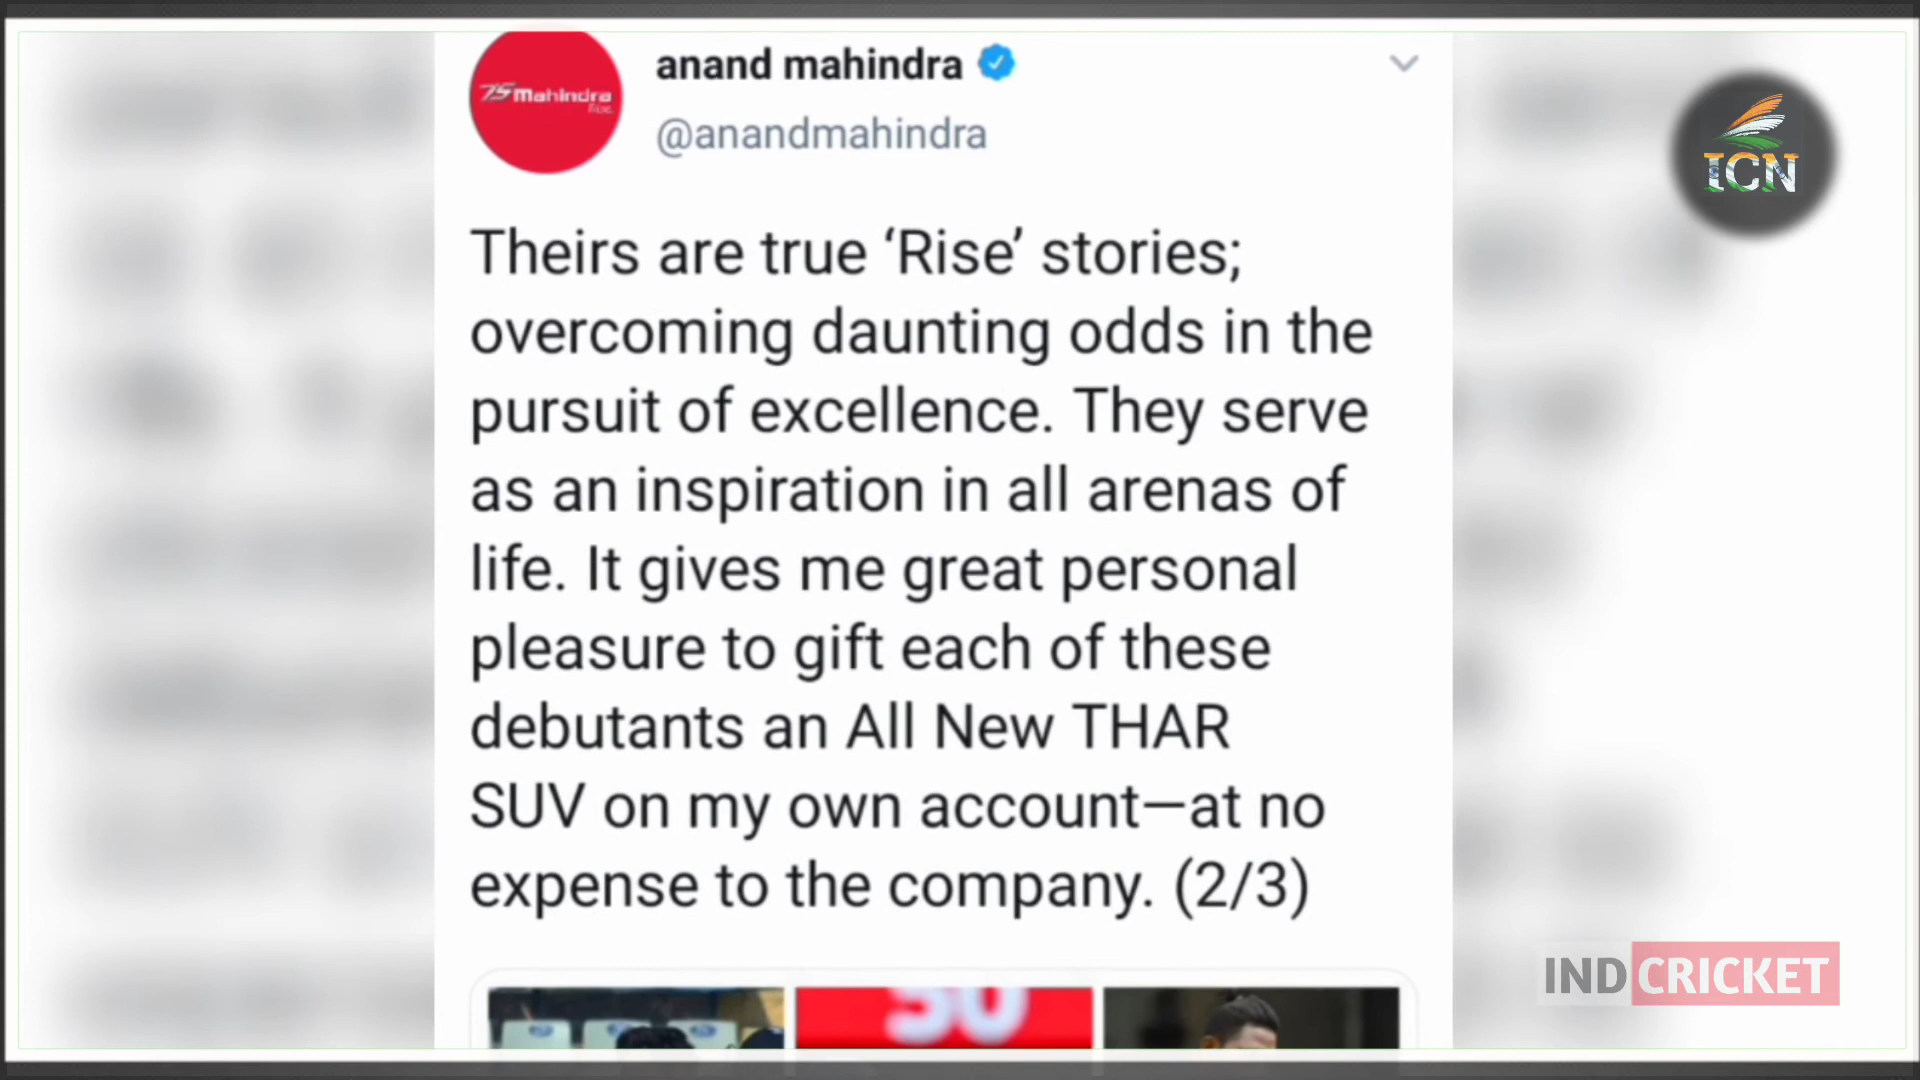 75 Mahindra
Rise.
anand mahindra
@anandmahindra
ICN
Theirs are true ‘Rise’ stories;
overcoming daunting odds in the
pursuit of excellence. They serve
as an inspiration in all arenas of
life. It gives me great personal
pleasure to gift each of these
debutants an All New THAR
SUV on my own account—at no
expense to the company. (2/3)
IND CRICKET